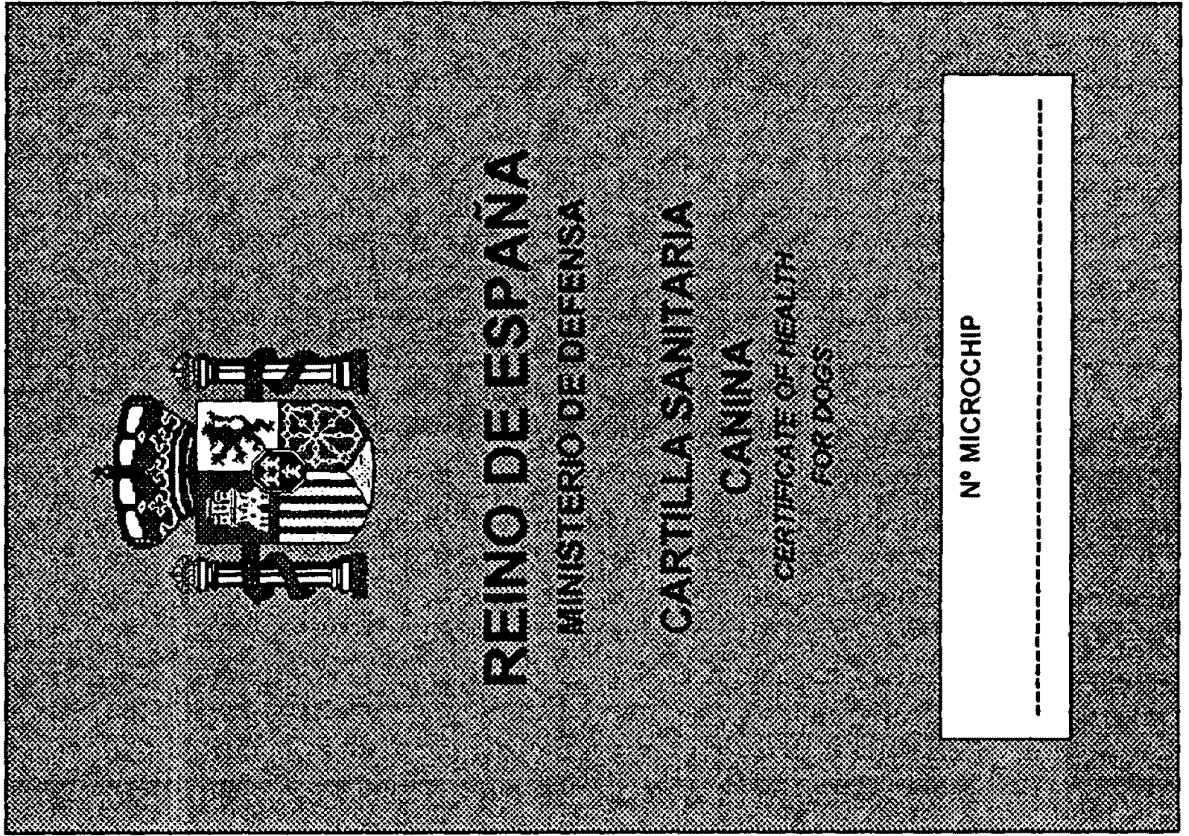 REINO DE ESPAÑA
MINISTERIO DE DEFENSA
CARTILLA SANITARIA
CANINA
CERTIFICATE OF HEALTH
FOR DOGS
Nº MICROCHIP